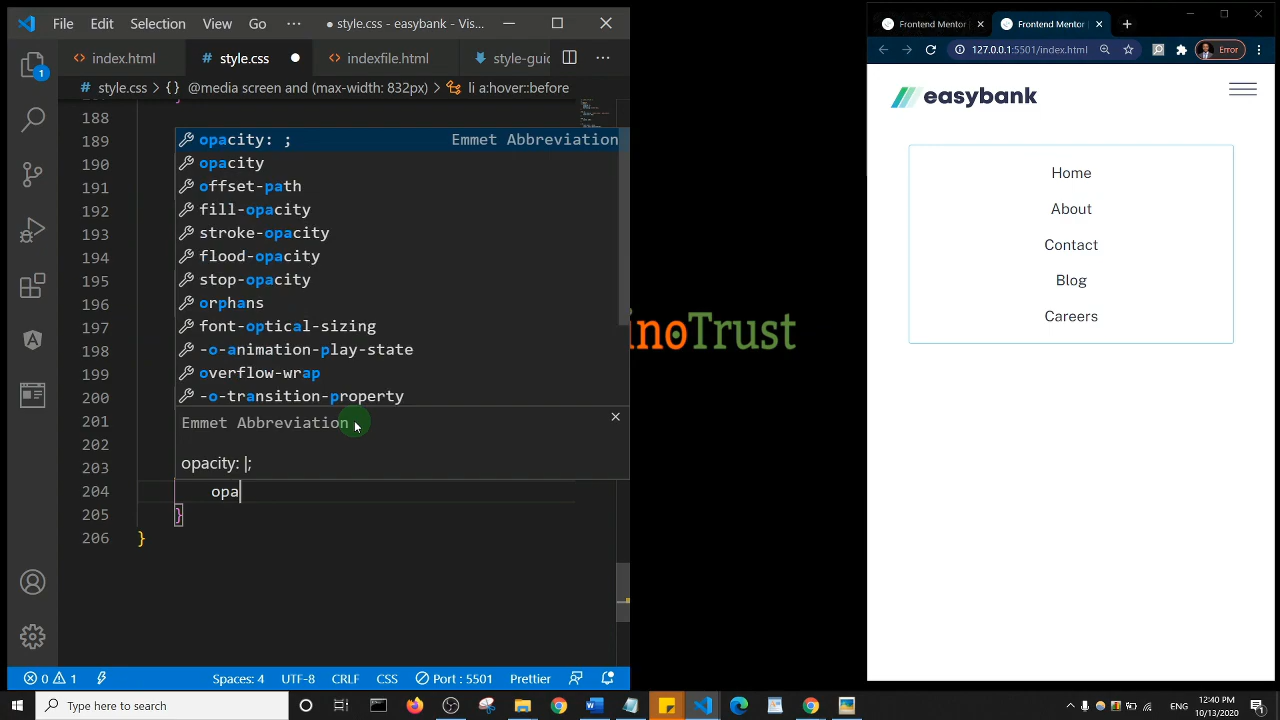 File Edit Selection View Go ··· style.css - easybank - Vis...
index.html
style.css
indexfile.html
style-guid
style.css > {} @media screen and (max-width: 832px) > li a:hover::before
188
189
190
191
192
193
194
195
196
197
198
199
200
201
202
203
204
205
206
opacity: ; Emmet Abbreviation
opacity
offset-path
fill-opacity
stroke-opacity
flood-opacity
stop-opacity
orphans
font-optical-sizing
-o-animation-play-state
overflow-wrap
-o-transition-property
Emmet Abbreviation
opacity: |;
opa
}
}
1
0 1 Spaces: 4 UTF-8 CRLF CSS Port : 5501 Prettier
inoTrust
Frontend Mentor
Frontend Mentor
127.0.0.1:5501/index.html
Error
easybank
Home
About
Contact
Blog
Careers
Type here to search
ENG
12:40 PM
10/13/2020
1